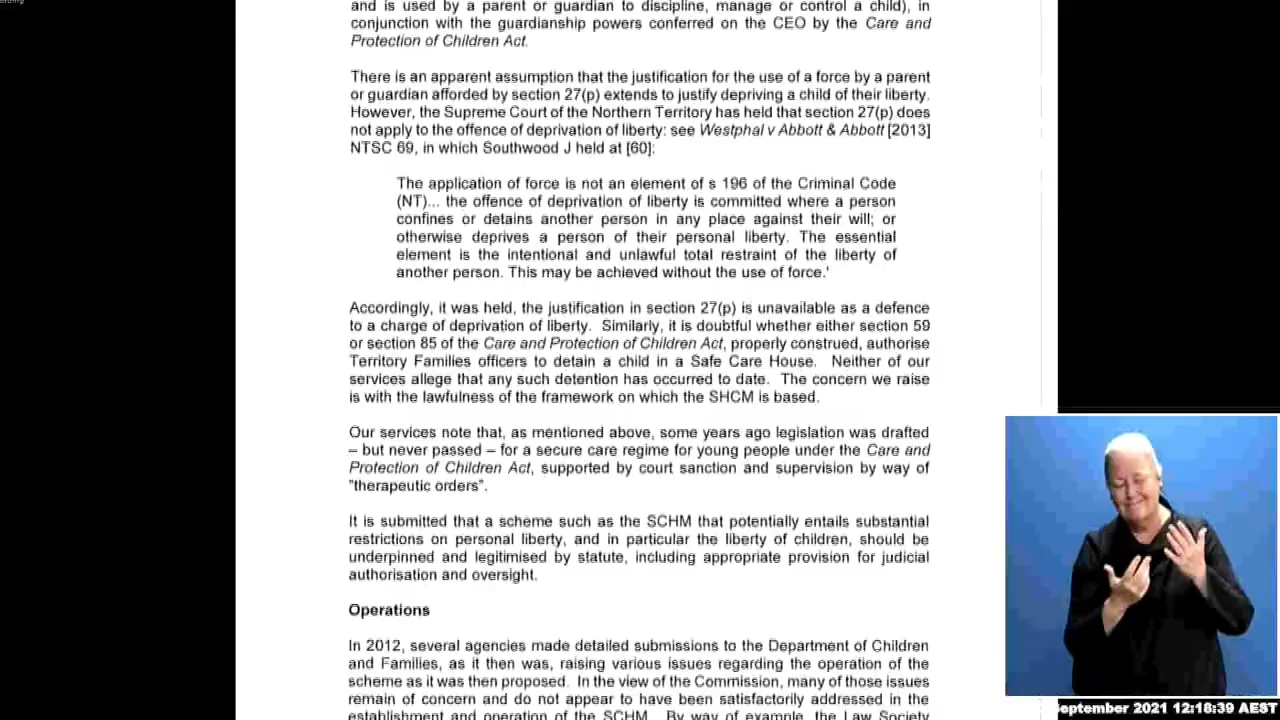 and is used by a parent or guardian to discipline, manage or control a child), in
conjunction with the guardianship powers conferred on the CEO by the Care and
Protection of Children Act.
There is an apparent assumption that the justification for the use of a force by a parent
or guardian afforded by section 27(p) extends to justify depriving a child of their liberty.
However, the Supreme Court of the Northern Territory has held that section 27(p) does
not apply to the offence of deprivation of liberty: see Westphal v Abbott & Abbott [2013]
NTSC 69, in which Southwood J held at [60]:
The application of force is not an element of s 196 of the Criminal Code
(NT)... the offence of deprivation of liberty is committed where a person
confines or detains another person in any place against their will; or
otherwise deprives a person of their personal liberty. The essential
element is the intentional and unlawful total restraint of the liberty of
another person. This may be achieved without the use of force.'
Accordingly, it was held, the justification in section 27(p) is unavailable as a defence
to a charge of deprivation of liberty. Similarly, it is doubtful whether either section 59
or section 85 of the Care and Protection of Children Act, properly construed, authorise
Territory Families officers to detain a child in a Safe Care House. Neither of our
services allege that any such detention has occurred to date. The concern we raise
is with the lawfulness of the framework on which the SHCM is based.
Our services note that, as mentioned above, some years ago legislation was drafted
– but never passed – for a secure care regime for young people under the Care and
Protection of Children Act, supported by court sanction and supervision by way of
"therapeutic orders".
It is submitted that a scheme such as the SCHM that potentially entails substantial
restrictions on personal liberty, and in particular the liberty of children, should be
underpinned and legitimised by statute, including appropriate provision for judicial
authorisation and oversight.
Operations
In 2012, several agencies made detailed submissions to the Department of Children
and Families, as it then was, raising various issues regarding the operation of the
scheme as it was then proposed. In the view of the Commission, many of those issues
remain of concern and do not appear to have been satisfactorily addressed in the
establishment and operation of the SCHM. By way of example, the Law Society
eptember 2021 12:18:39 AEST